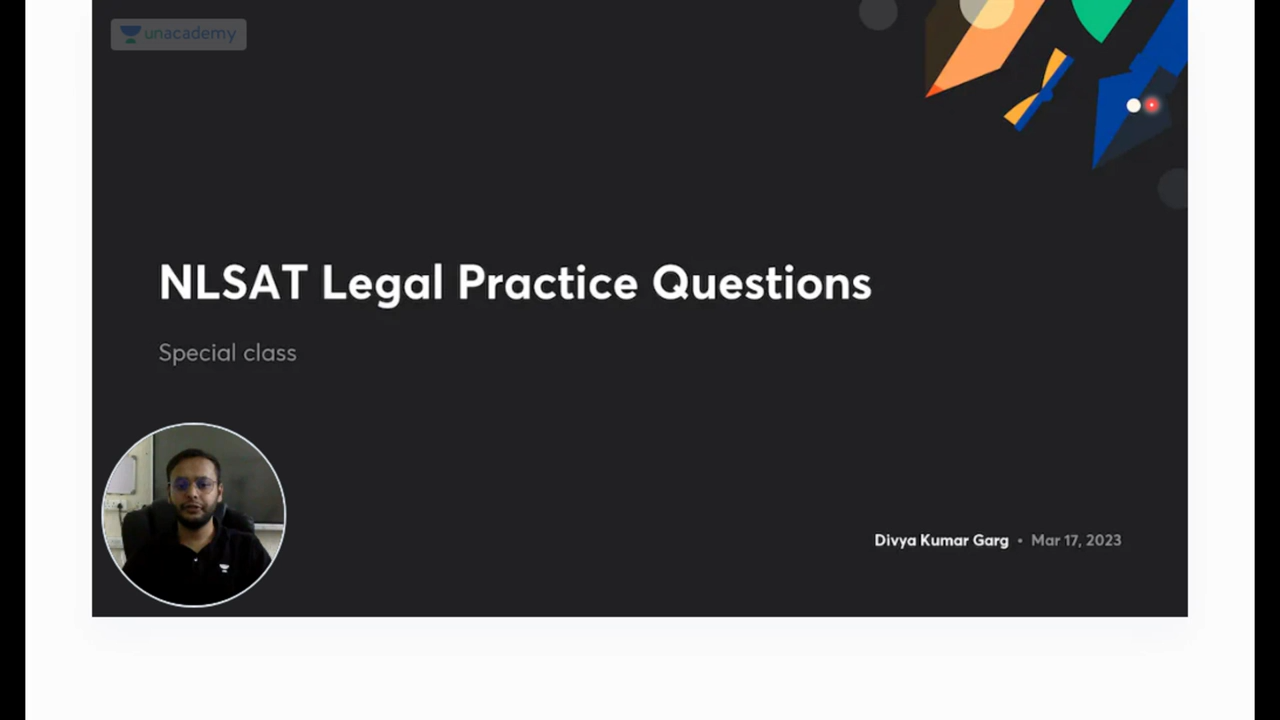 unacademy
NLSAT Legal Practice Questions
Special class
Divya Kumar Garg • Mar 17, 2023